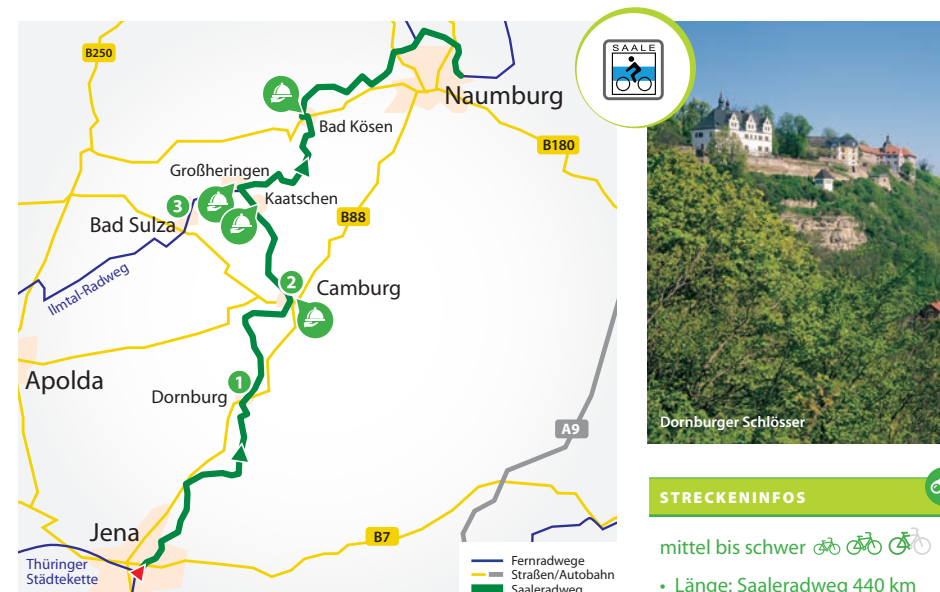 B250
Naumburg
Bad Kösen
B180
Großheringen
Kaatschen
3
Bad Sulza
B88
Ilmtal-Radweg
2
Camburg
Apolda
1
Dornburg
A9
Jena
B7
Thüringer
Städtekette
Fernradwege
Straßen/Autobahn
Saaleradweg
SAALE
Dornburger Schlösser
STRECKENINFOS
mittel bis schwer
• Länge: Saaleradweg 440 km